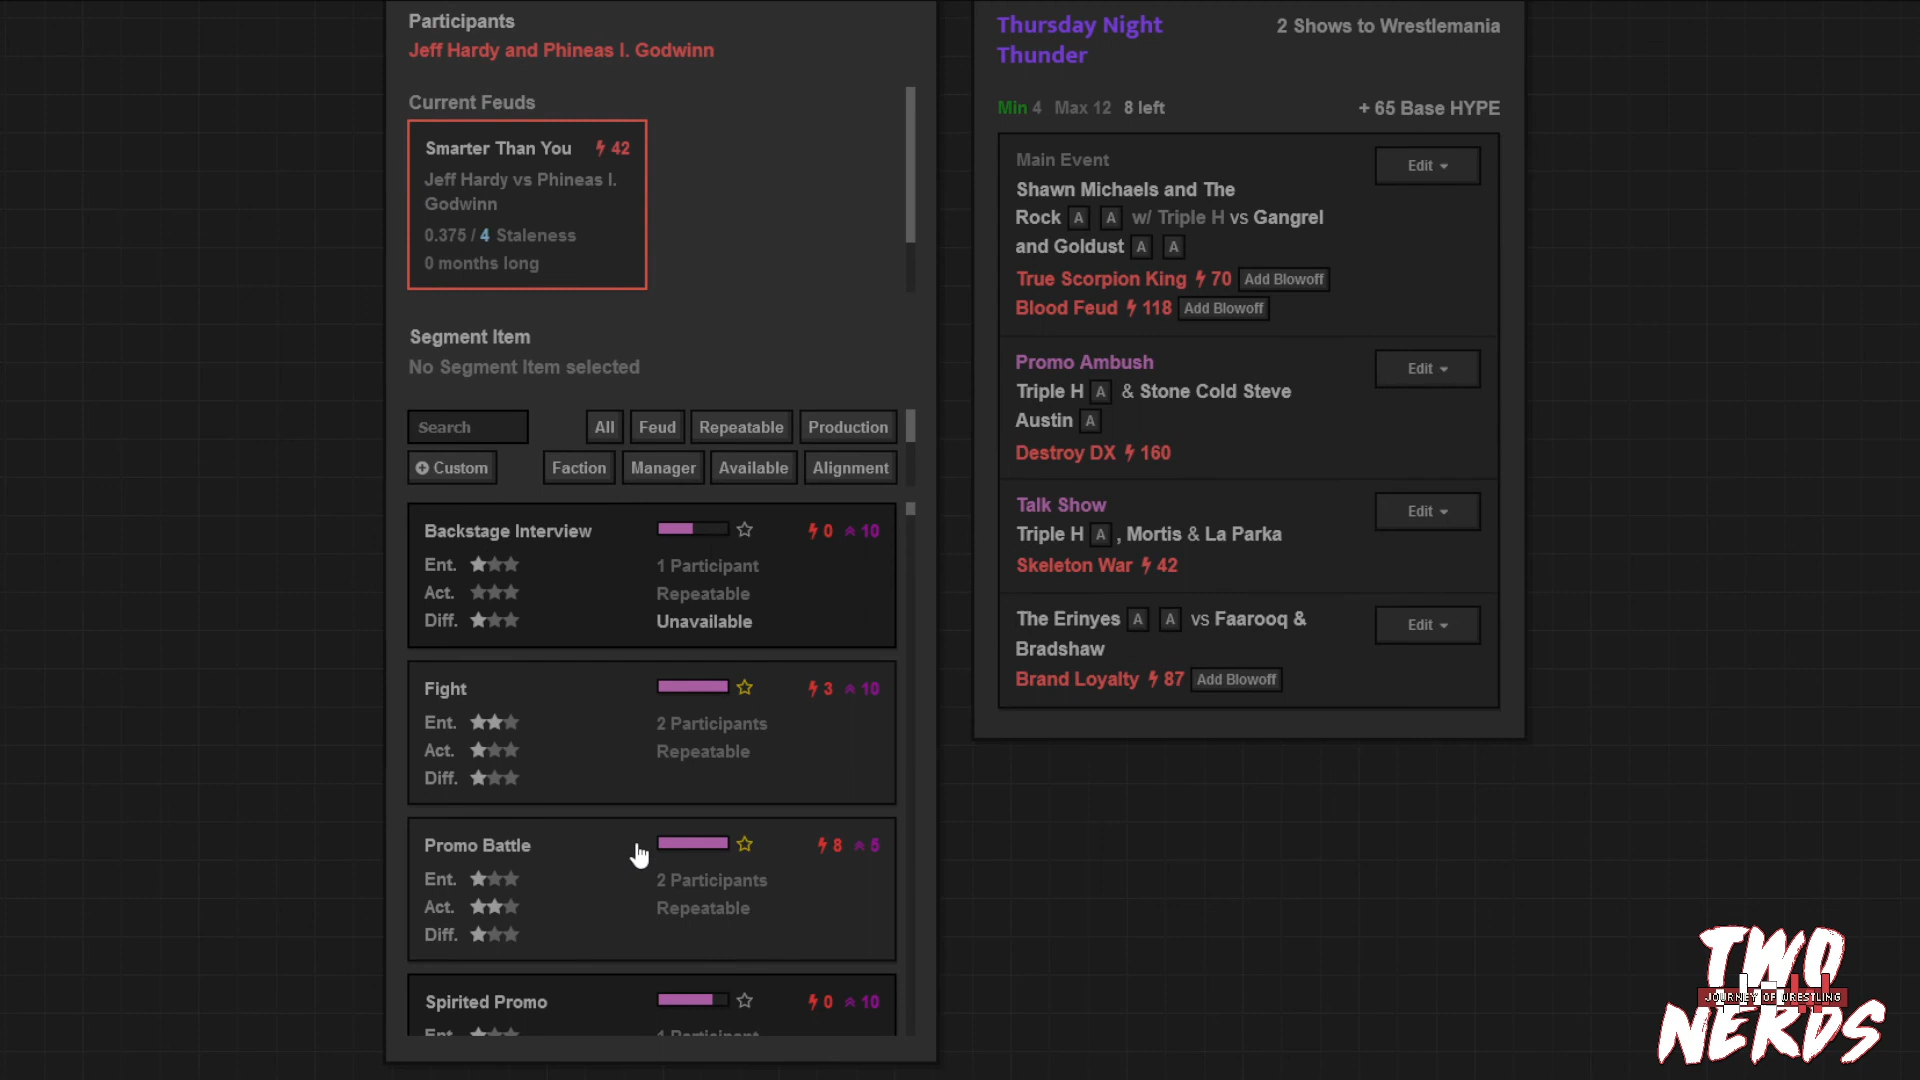 Participants
Jeff Hardy and Phineas I. Godwinn
Current Feuds
Smarter Than You 42
Jeff Hardy vs Phineas I.
Godwinn
0.375 / 4 Staleness
0 months long
Segment Item
No Segment Item selected
Search All Feud Repeatable Production
Custom Faction Manager Available Alignment
Backstage Interview 0 10
Ent. 1 Participant
Act. Repeatable
Diff. Unavailable
Fight 3 10
Ent. 2 Participants
Act. Repeatable
Diff.
Promo Battle 8 5
Ent. 2 Participants
Act. Repeatable
Diff.
Spirited Promo 0 10
Ent. 1 Participant
Thursday Night
Thunder
2 Shows to Wrestlemania
Min 4 Max 12 8 left + 65 Base HYPE
Main Event Edit
Shawn Michaels and The
Rock A A w/ Triple H vs Gangrel
and Goldust A A
True Scorpion King 70 Add Blowoff
Blood Feud 118 Add Blowoff
Promo Ambush Edit
Triple H A & Stone Cold Steve
Austin A
Destroy DX 160
Talk Show Edit
Triple H A , Mortis & La Parka
Skeleton War 42
The Erinyes A A vs Faarooq & Edit
Bradshaw
Brand Loyalty 87 Add Blowoff
TWO
JOURNEY OF WRESTLING
NERDS